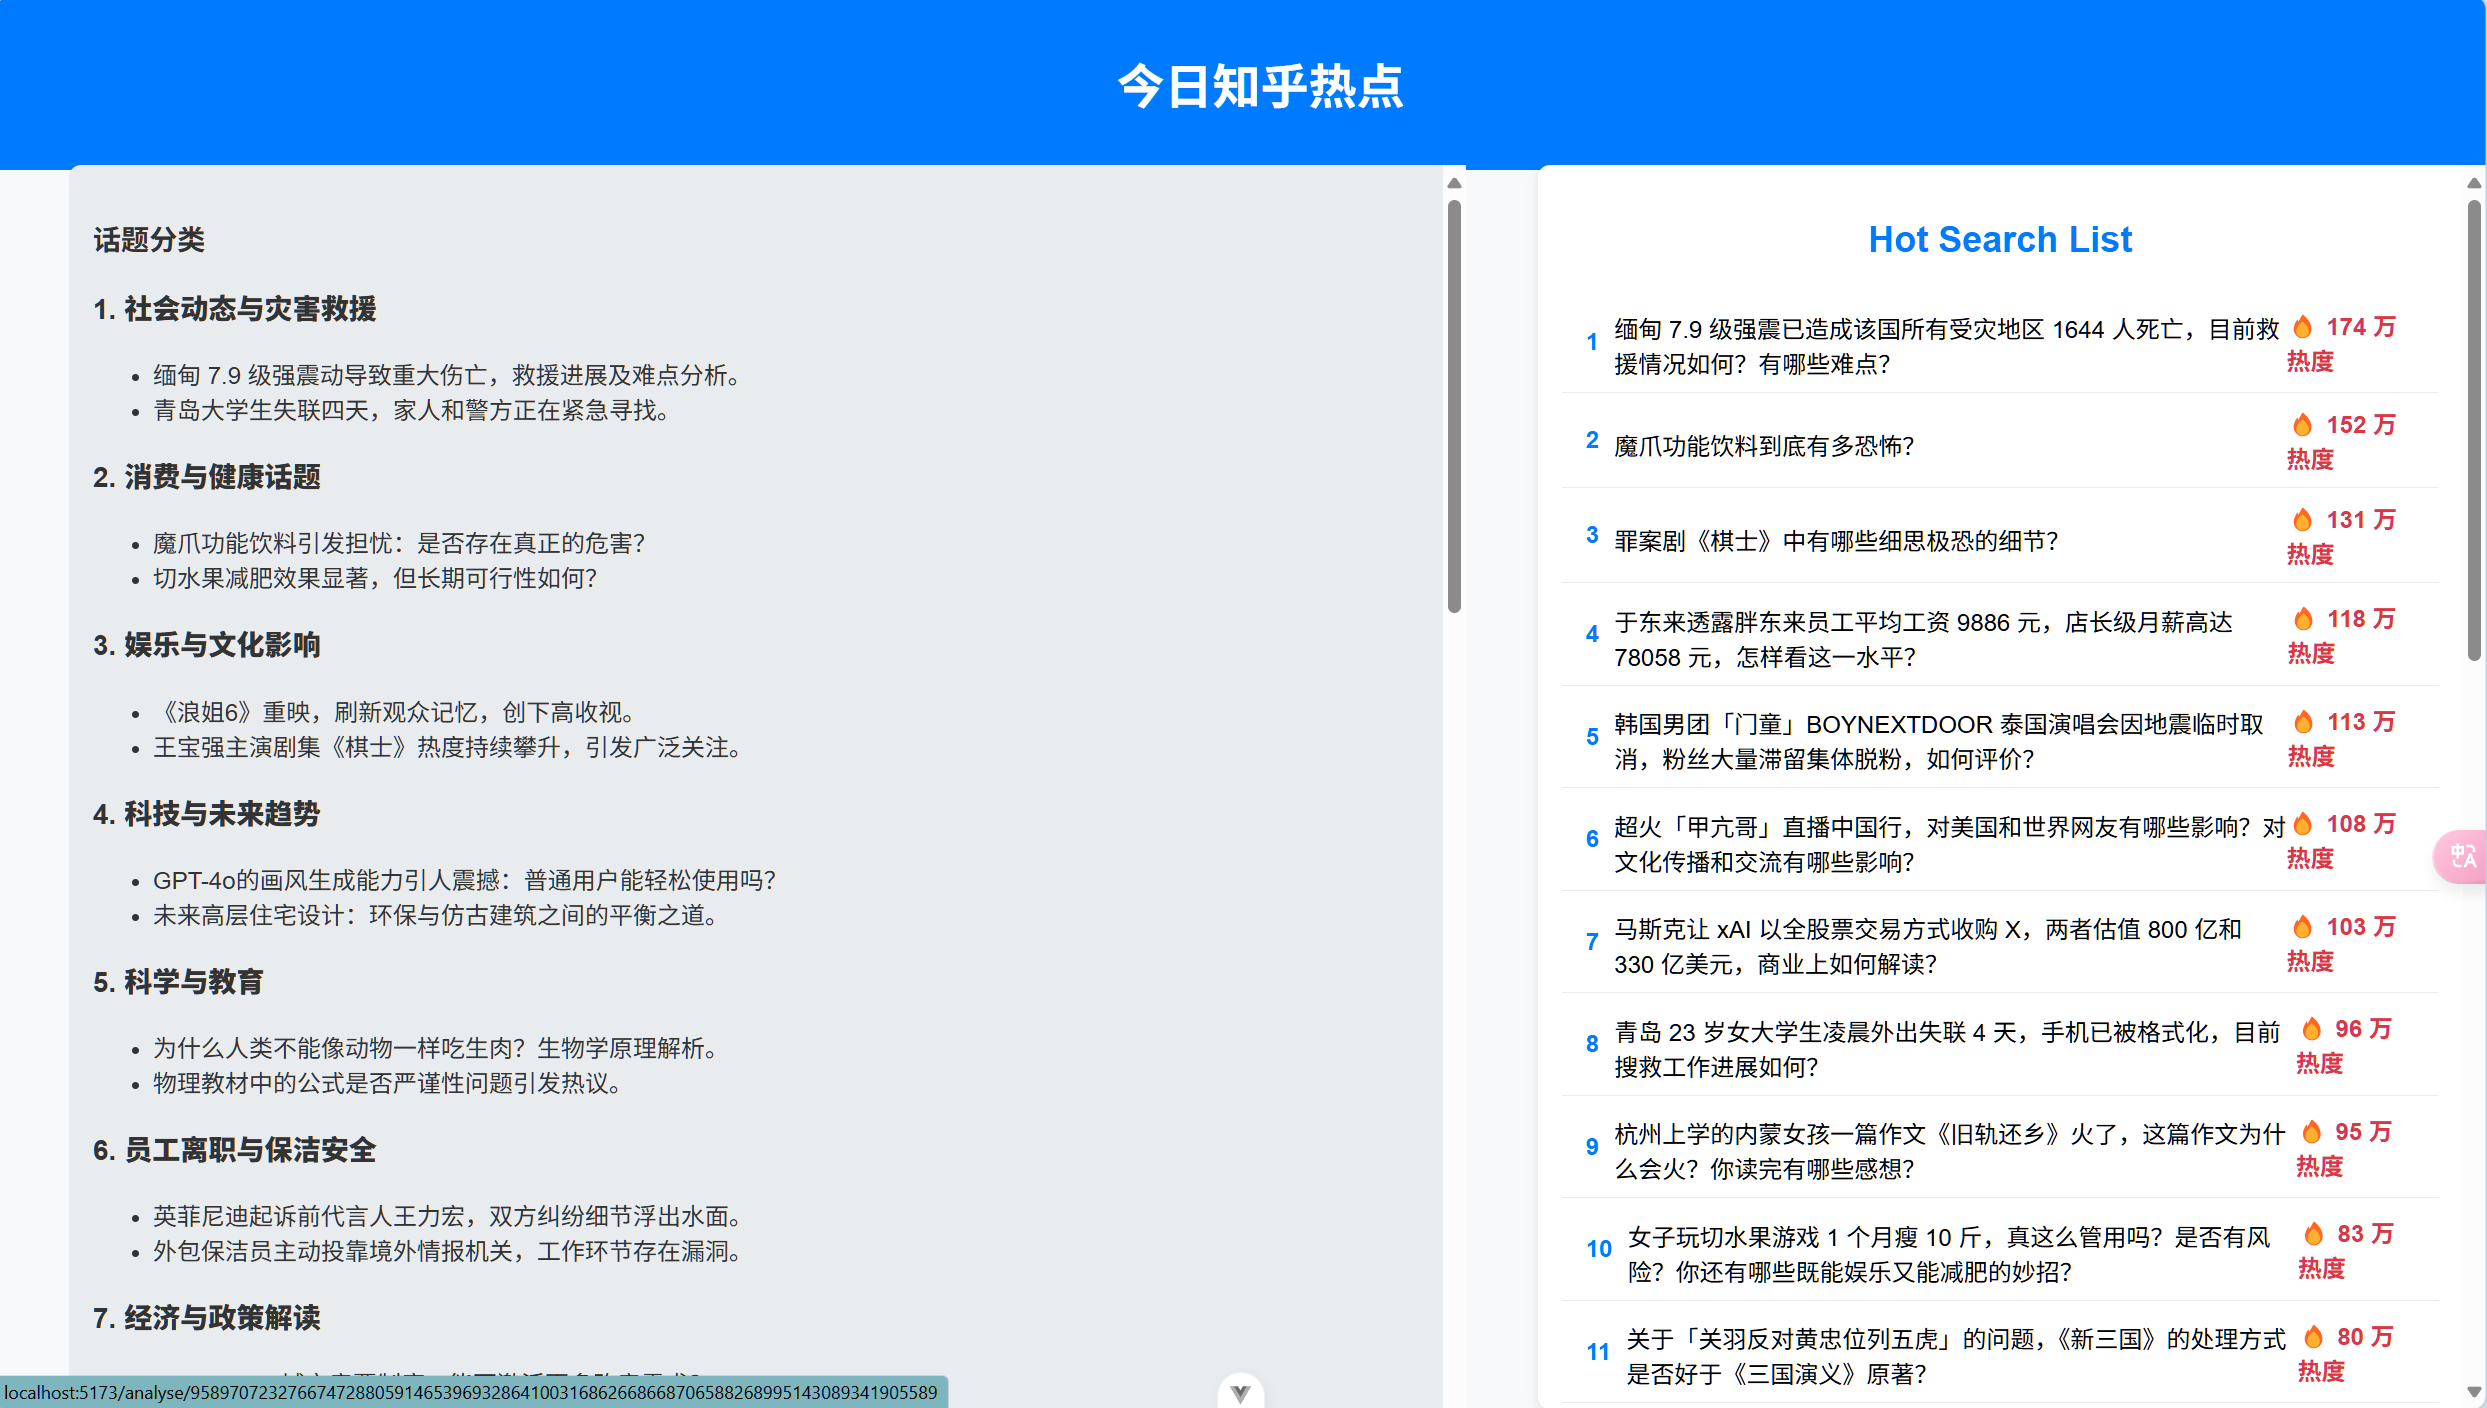 今日知乎热点
话题分类
1. 社会动态与灾害救援
• 缅甸 7.9 级强震动导致重大伤亡，救援进展及难点分析。
• 青岛大学生失联四天，家人和警方正在紧急寻找。
2. 消费与健康话题
• 魔爪功能饮料引发担忧：是否存在真正的危害？
• 切水果减肥效果显著，但长期可行性如何？
3. 娱乐与文化影响
• 《浪姐6》重映，刷新观众记忆，创下高收视。
• 王宝强主演剧集《棋士》热度持续攀升，引发广泛关注。
4. 科技与未来趋势
• GPT-4o的画风生成能力引人震撼：普通用户能轻松使用吗？
• 未来高层住宅设计：环保与仿古建筑之间的平衡之道。
5. 科学与教育
• 为什么人类不能像动物一样吃生肉？生物学原理解析。
• 物理教材中的公式是否严谨性问题引发热议。
6. 员工离职与保洁安全
• 英菲尼迪起诉前代言人王力宏，双方纠纷细节浮出水面。
• 外包保洁员主动投靠境外情报机关，工作环节存在漏洞。
7. 经济与政策解读
localhost:5173/analyse/95897072327667472880591465396932864100316862668668706588268995143089341905589
Hot Search List
1 缅甸 7.9 级强震已造成该国所有受灾地区 1644 人死亡，目前救 🔥 174 万
援情况如何？有哪些难点？ 热度
2 魔爪功能饮料到底有多恐怖？ 🔥 152 万
热度
3 罪案剧《棋士》中有哪些细思极恐的细节？ 🔥 131 万
热度
4 于东来透露胖东来员工平均工资 9886 元，店长级月薪高达 🔥 118 万
78058 元，怎样看这一水平？ 热度
5 韩国男团「门童」BOYNEXTDOOR 泰国演唱会因地震临时取 🔥 113 万
消，粉丝大量滞留集体脱粉，如何评价？ 热度
6 超火「甲亢哥」直播中国行，对美国和世界网友有哪些影响？对 🔥 108 万
文化传播和交流有哪些影响？ 热度
7 马斯克让 xAI 以全股票交易方式收购 X，两者估值 800 亿和 🔥 103 万
330 亿美元，商业上如何解读？ 热度
8 青岛 23 岁女大学生凌晨外出失联 4 天，手机已被格式化，目前 🔥 96 万
搜救工作进展如何？ 热度
9 杭州上学的内蒙女孩一篇作文《旧轨还乡》火了，这篇作文为什 🔥 95 万
么会火？你读完有哪些感想？ 热度
10 女子玩切水果游戏 1 个月瘦 10 斤，真这么管用吗？是否有风 🔥 83 万
险？你还有哪些既能娱乐又能减肥的妙招？ 热度
11 关于「关羽反对黄忠位列五虎」的问题，《新三国》的处理方式 🔥 80 万
是否好于《三国演义》原著？ 热度